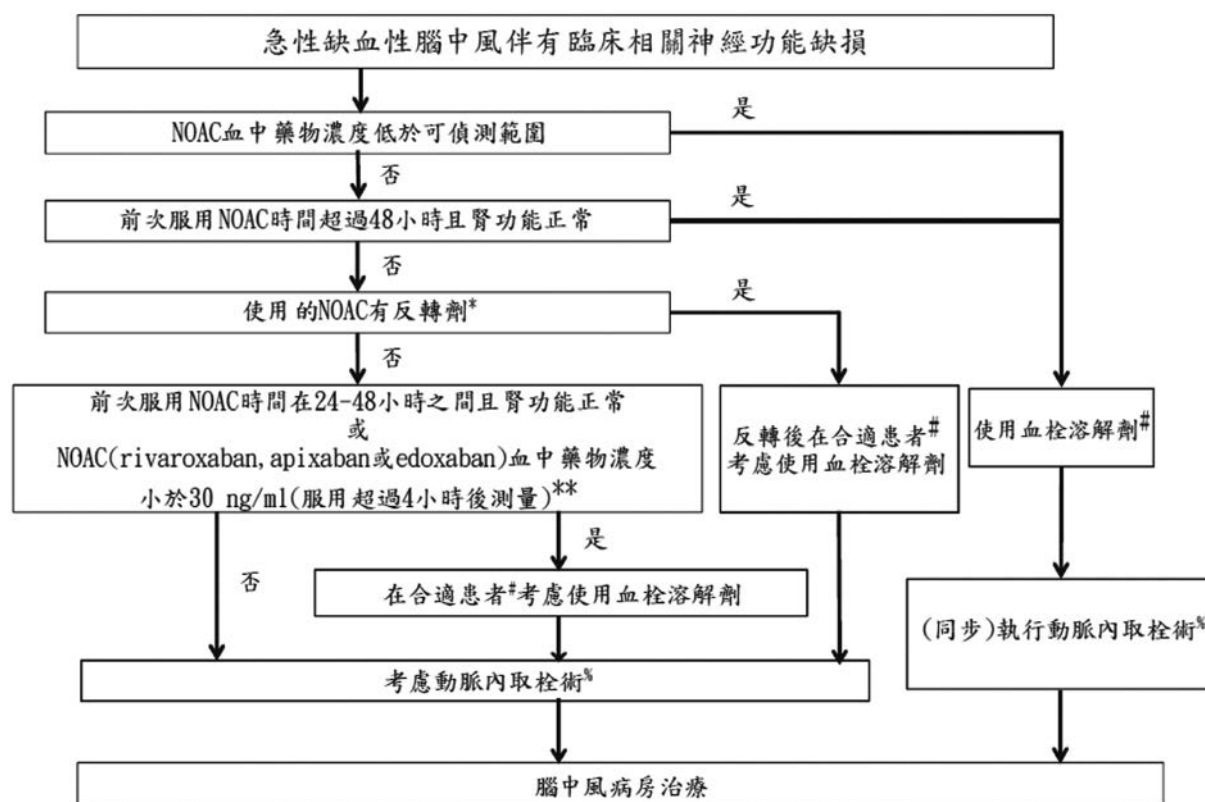 急性缺血性腦中風伴有臨床相關神經功能缺損
NOAC血中藥物濃度低於可偵測範圍
是
否
前次服用NOAC時間超過48小時且腎功能正常
是
否
使用的NOAC有反轉劑*
是
否
前次服用NOAC時間在24-48小時之間且腎功能正常
或
NOAC(rivaroxaban,apixaban或edoxaban)血中藥物濃度
小於30 ng/ml(服用超過4小時後測量)**
反轉後在合適患者#
考慮使用血栓溶解劑
使用血栓溶解劑#
否
是
在合適患者#考慮使用血栓溶解劑
(同步)執行動脈內取栓術%
考慮動脈內取栓術%
腦中風病房治療